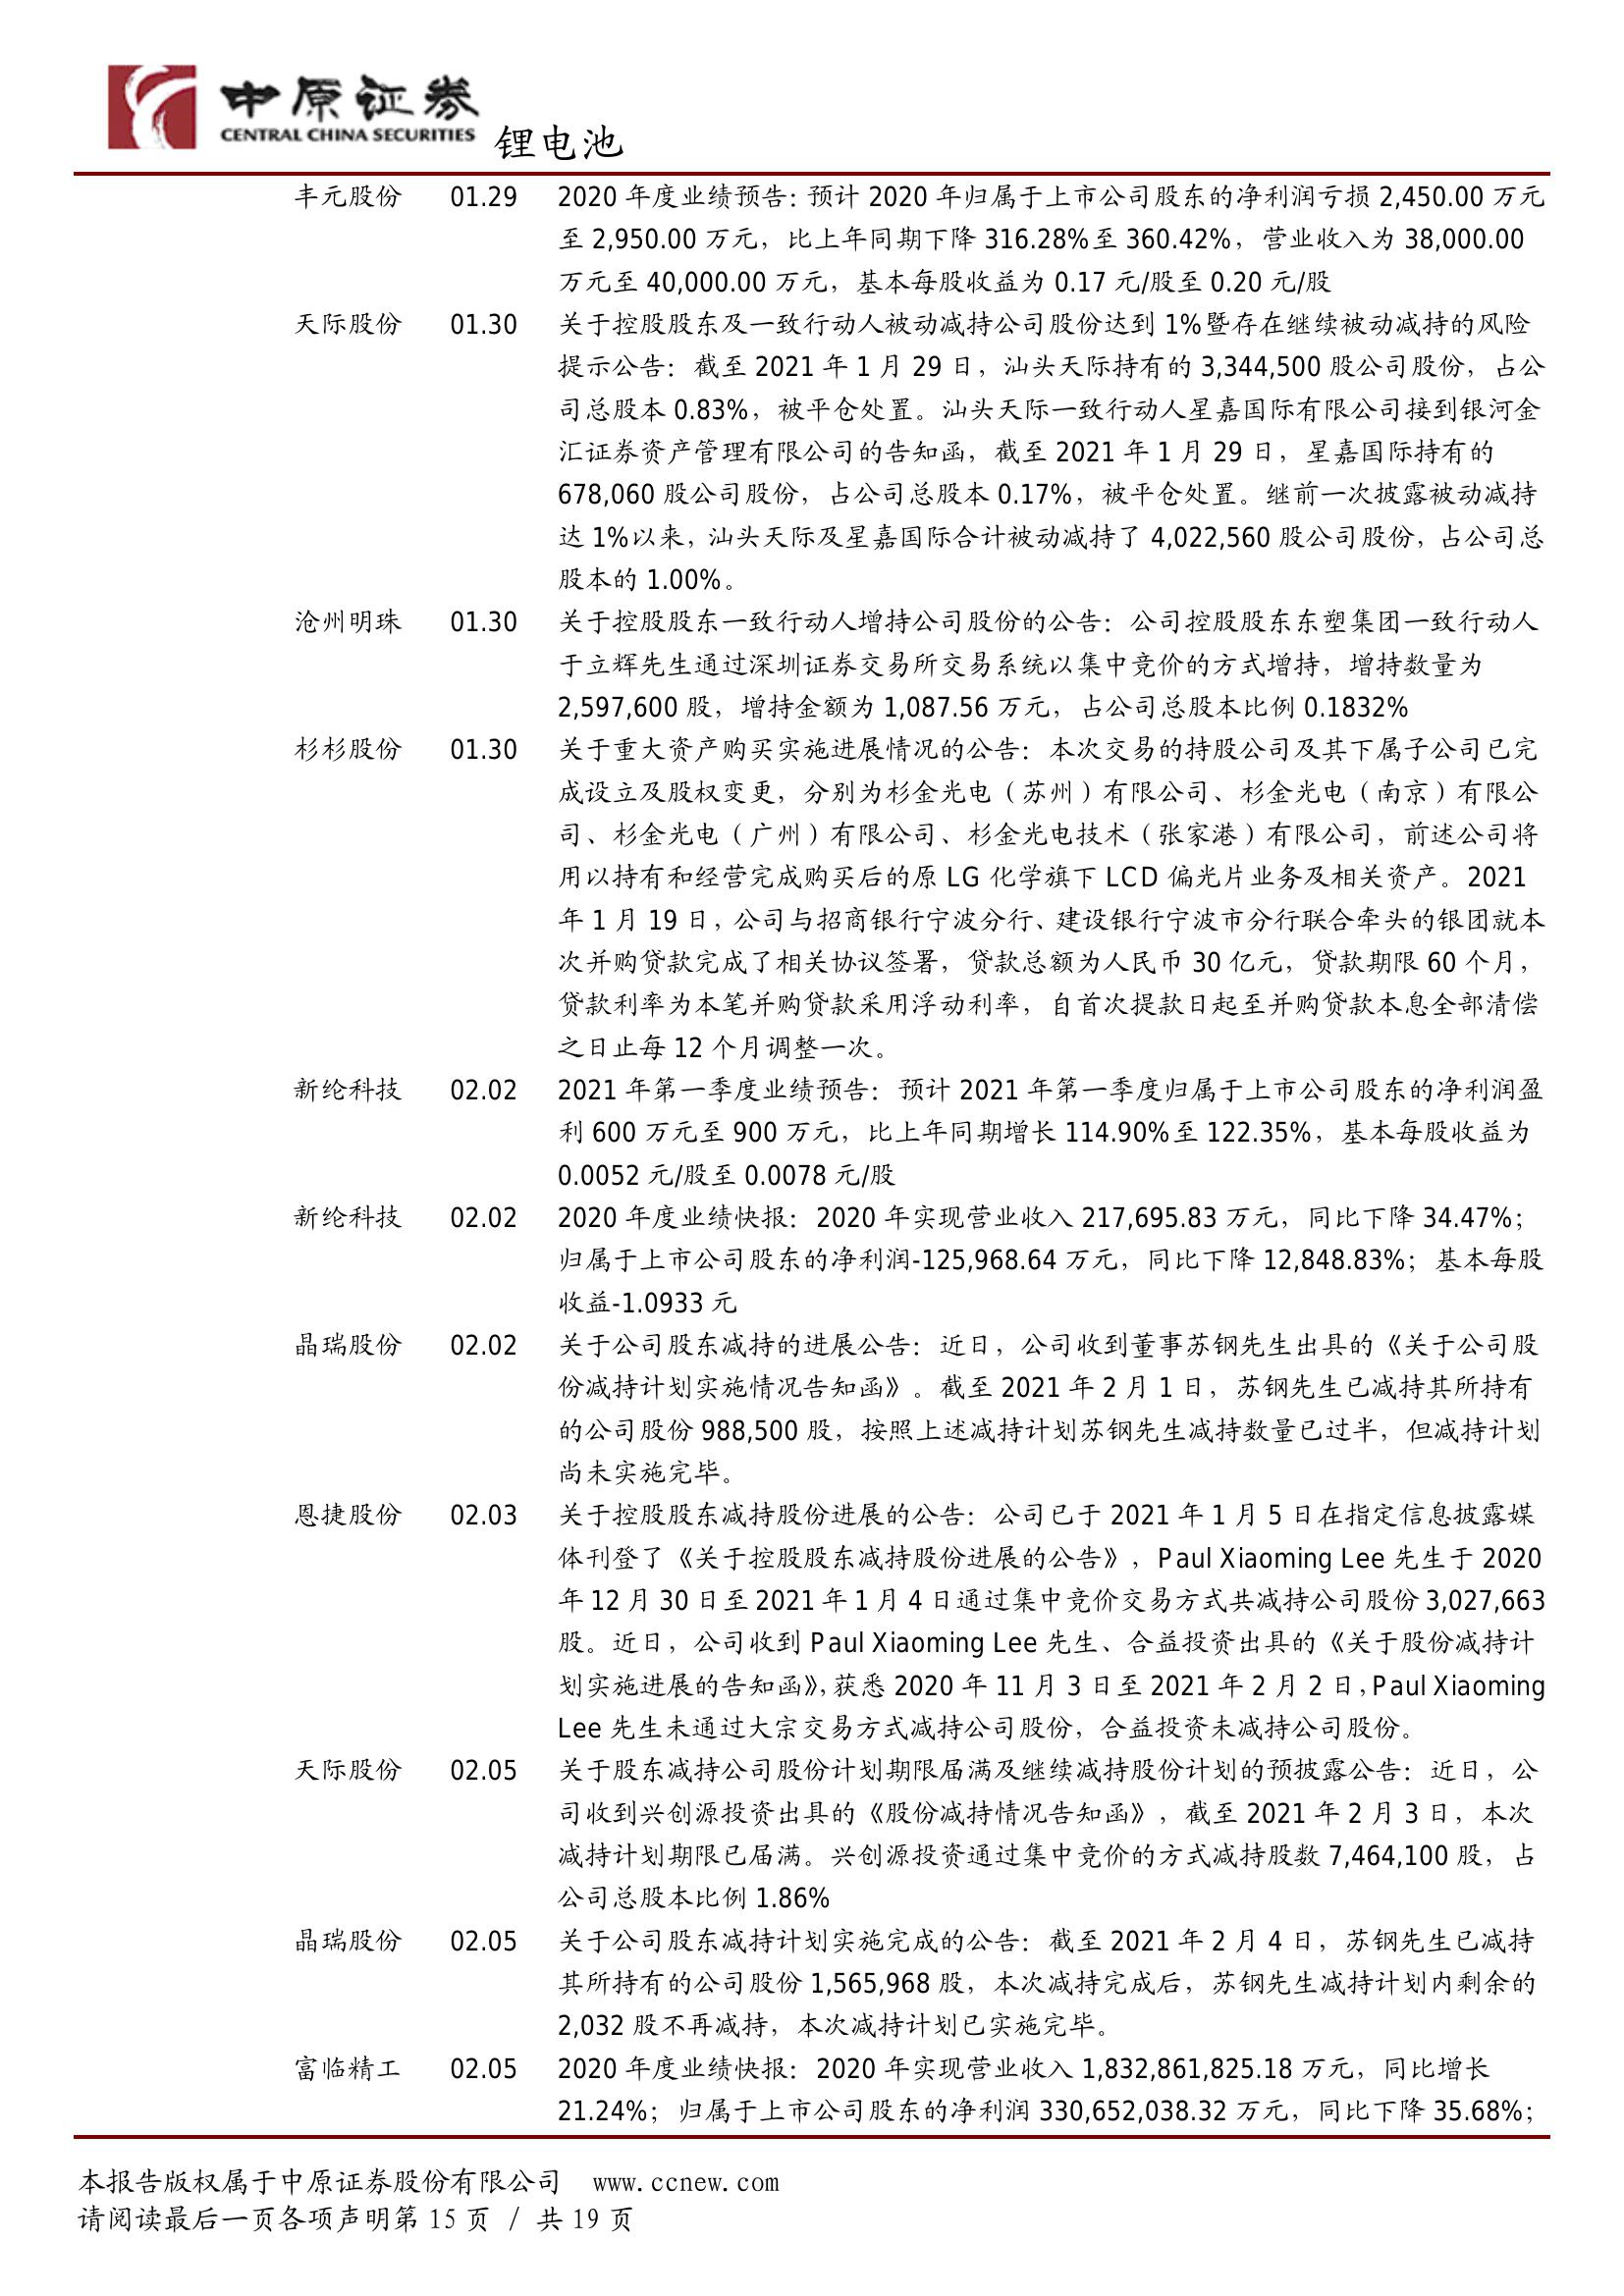 中原证券
CENTRAL CHINA SECURITIES
锂电池
丰元股份 01.29 2020 年度业绩预告：预计 2020 年归属于上市公司股东的净利润亏损 2,450.00 万元
至 2,950.00 万元，比上年同期下降 316.28%至 360.42%，营业收入为 38,000.00
万元至 40,000.00 万元，基本每股收益为 0.17 元/股至 0.20 元/股
天际股份 01.30 关于控股股东及一致行动人被动减持公司股份达到 1%暨存在继续被动减持的风险
提示公告：截至 2021 年 1 月 29 日，汕头天际持有的 3,344,500 股公司股份，占公
司总股本 0.83%，被平仓处置。汕头天际一致行动人星嘉国际有限公司接到银河金
汇证券资产管理有限公司的告知函，截至 2021 年 1 月 29 日，星嘉国际持有的
678,060 股公司股份，占公司总股本 0.17%，被平仓处置。继前一次披露被动减持
达 1%以来，汕头天际及星嘉国际合计被动减持了 4,022,560 股公司股份，占公司总
股本的 1.00%。
沧州明珠 01.30 关于控股股东一致行动人增持公司股份的公告：公司控股股东东塑集团一致行动人
于立辉先生通过深圳证券交易所交易系统以集中竞价的方式增持，增持数量为
2,597,600 股，增持金额为 1,087.56 万元，占公司总股本比例 0.1832%
杉杉股份 01.30 关于重大资产购买实施进展情况的公告：本次交易的持股公司及其下属子公司已完
成设立及股权变更，分别为杉金光电（苏州）有限公司、杉金光电（南京）有限公
司、杉金光电（广州）有限公司、杉金光电技术（张家港）有限公司，前述公司将
用以持有和经营完成购买后的原 LG 化学旗下 LCD 偏光片业务及相关资产。2021
年 1 月 19 日，公司与招商银行宁波分行、建设银行宁波市分行联合牵头的银团就本
次并购贷款完成了相关协议签署，贷款总额为人民币 30 亿元，贷款期限 60 个月，
贷款利率为本笔并购贷款采用浮动利率，自首次提款日起至并购贷款本息全部清偿
之日止每 12 个月调整一次。
新纶科技 02.02 2021 年第一季度业绩预告：预计 2021 年第一季度归属于上市公司股东的净利润盈
利 600 万元至 900 万元，比上年同期增长 114.90%至 122.35%，基本每股收益为
0.0052 元/股至 0.0078 元/股
新纶科技 02.02 2020 年度业绩快报：2020 年实现营业收入 217,695.83 万元，同比下降 34.47%；
归属于上市公司股东的净利润-125,968.64 万元，同比下降 12,848.83%；基本每股
收益-1.0933 元
晶瑞股份 02.02 关于公司股东减持的进展公告：近日，公司收到董事苏钢先生出具的《关于公司股
份减持计划实施情况告知函》。截至 2021 年 2 月 1 日，苏钢先生已减持其所持有
的公司股份 988,500 股，按照上述减持计划苏钢先生减持数量已过半，但减持计划
尚未实施完毕。
恩捷股份 02.03 关于控股股东减持股份进展的公告：公司已于 2021 年 1 月 5 日在指定信息披露媒
体刊登了《关于控股股东减持股份进展的公告》，Paul Xiaoming Lee 先生于 2020
年 12 月 30 日至 2021 年 1 月 4 日通过集中竞价交易方式共减持公司股份 3,027,663
股。近日，公司收到 Paul Xiaoming Lee 先生、合益投资出具的《关于股份减持计
划实施进展的告知函》，获悉 2020 年 11 月 3 日至 2021 年 2 月 2 日，Paul Xiaoming
Lee 先生未通过大宗交易方式减持公司股份，合益投资未减持公司股份。
天际股份 02.05 关于股东减持公司股份计划期限届满及继续减持股份计划的预披露公告：近日，公
司收到兴创源投资出具的《股份减持情况告知函》，截至 2021 年 2 月 3 日，本次
减持计划期限已届满。兴创源投资通过集中竞价的方式减持股数 7,464,100 股，占
公司总股本比例 1.86%
晶瑞股份 02.05 关于公司股东减持计划实施完成的公告：截至 2021 年 2 月 4 日，苏钢先生已减持
其所持有的公司股份 1,565,968 股，本次减持完成后，苏钢先生减持计划内剩余的
2,032 股不再减持，本次减持计划已实施完毕。
富临精工 02.05 2020 年度业绩快报：2020 年实现营业收入 1,832,861,825.18 万元，同比增长
21.24%；归属于上市公司股东的净利润 330,652,038.32 万元，同比下降 35.68%；
本报告版权属于中原证券股份有限公司 www.ccnew.com
请阅读最后一页各项声明第 15 页 / 共 19 页